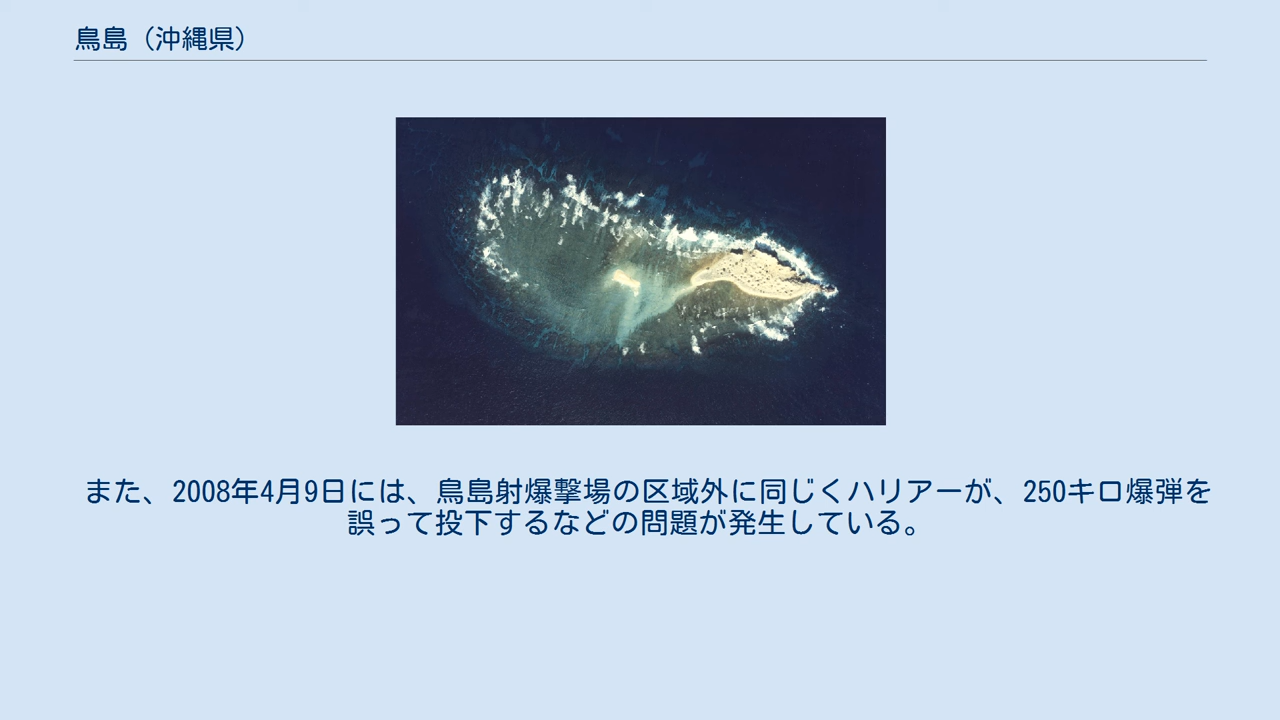 鳥島（沖縄県）
また、2008年4月9日には、鳥島射爆撃場の区域外に同じくハリアーが、250キロ爆弾を
誤って投下するなどの問題が発生している。